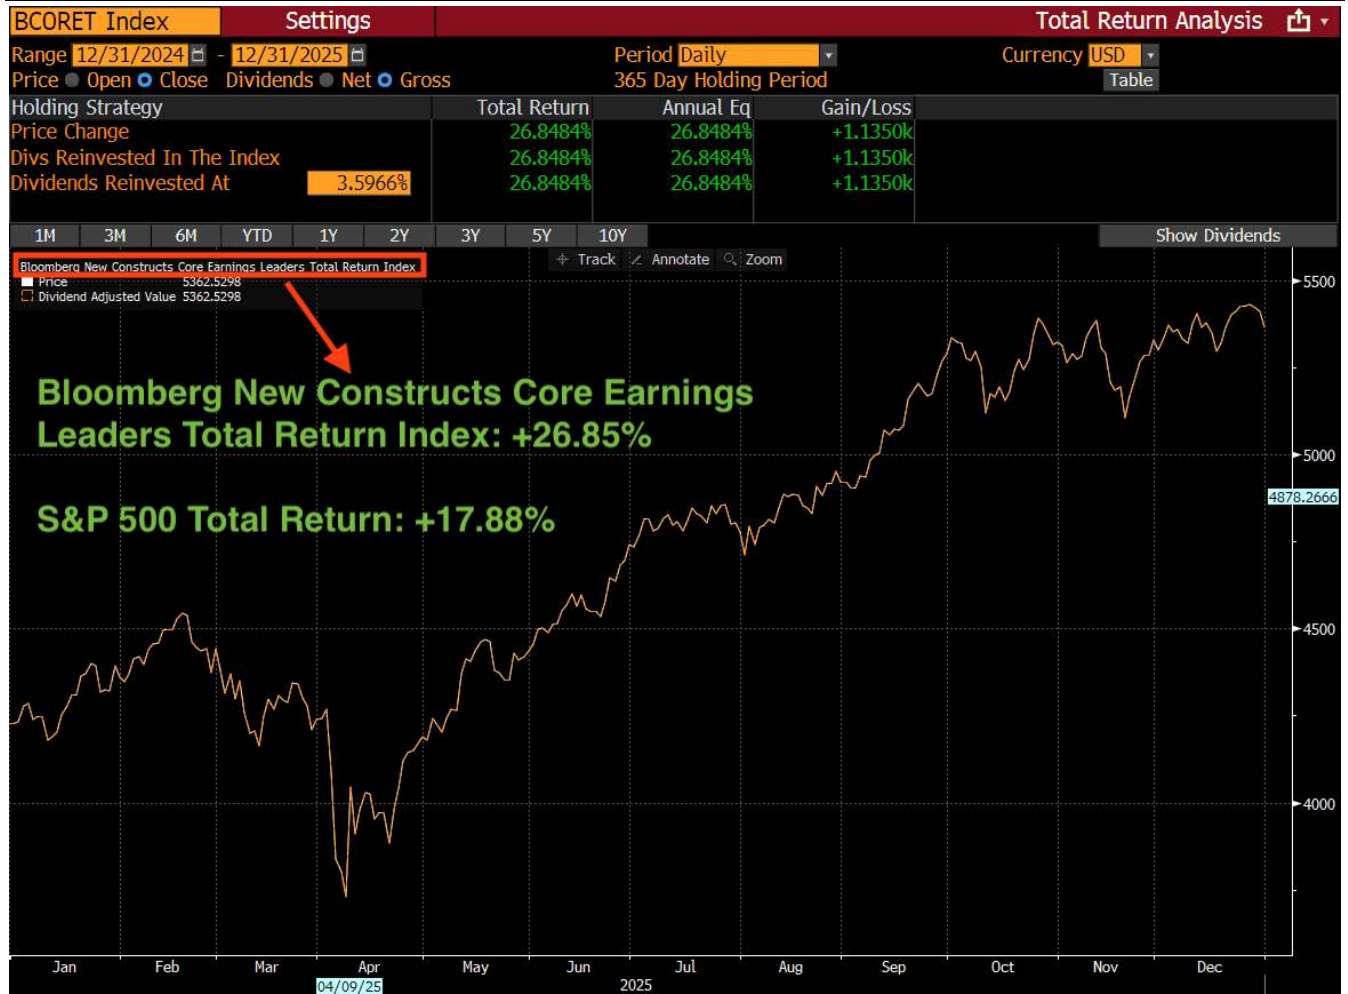 BCORET Index Settings Total Return Analysis
Range 12/31/2024 - 12/31/2025 Period Daily Currency USD
Price Open Close Dividends Net Gross 365 Day Holding Period Table
Holding Strategy Total Return Annual Eq Gain/Loss
Price Change 26.8484% 26.8484% +1.1350k
Divs Reinvested In The Index 26.8484% 26.8484% +1.1350k
Dividends Reinvested At 3.5966% 26.8484% 26.8484% +1.1350k
1M 3M 6M YTD 1Y 2Y 3Y 5Y 10Y Show Dividends
Track Annotate Zoom
Bloomberg New Constructs Core Earnings Leaders Total Return Index
Price 5362.5298
Dividend Adjusted Value 5362.5298
5500
Bloomberg New Constructs Core Earnings
Leaders Total Return Index: +26.85%
5000
4878.2666
S&P 500 Total Return: +17.88%
4500
4000
Jan Feb Mar Apr May Jun Jul Aug Sep Oct Nov Dec
04/09/25 2025